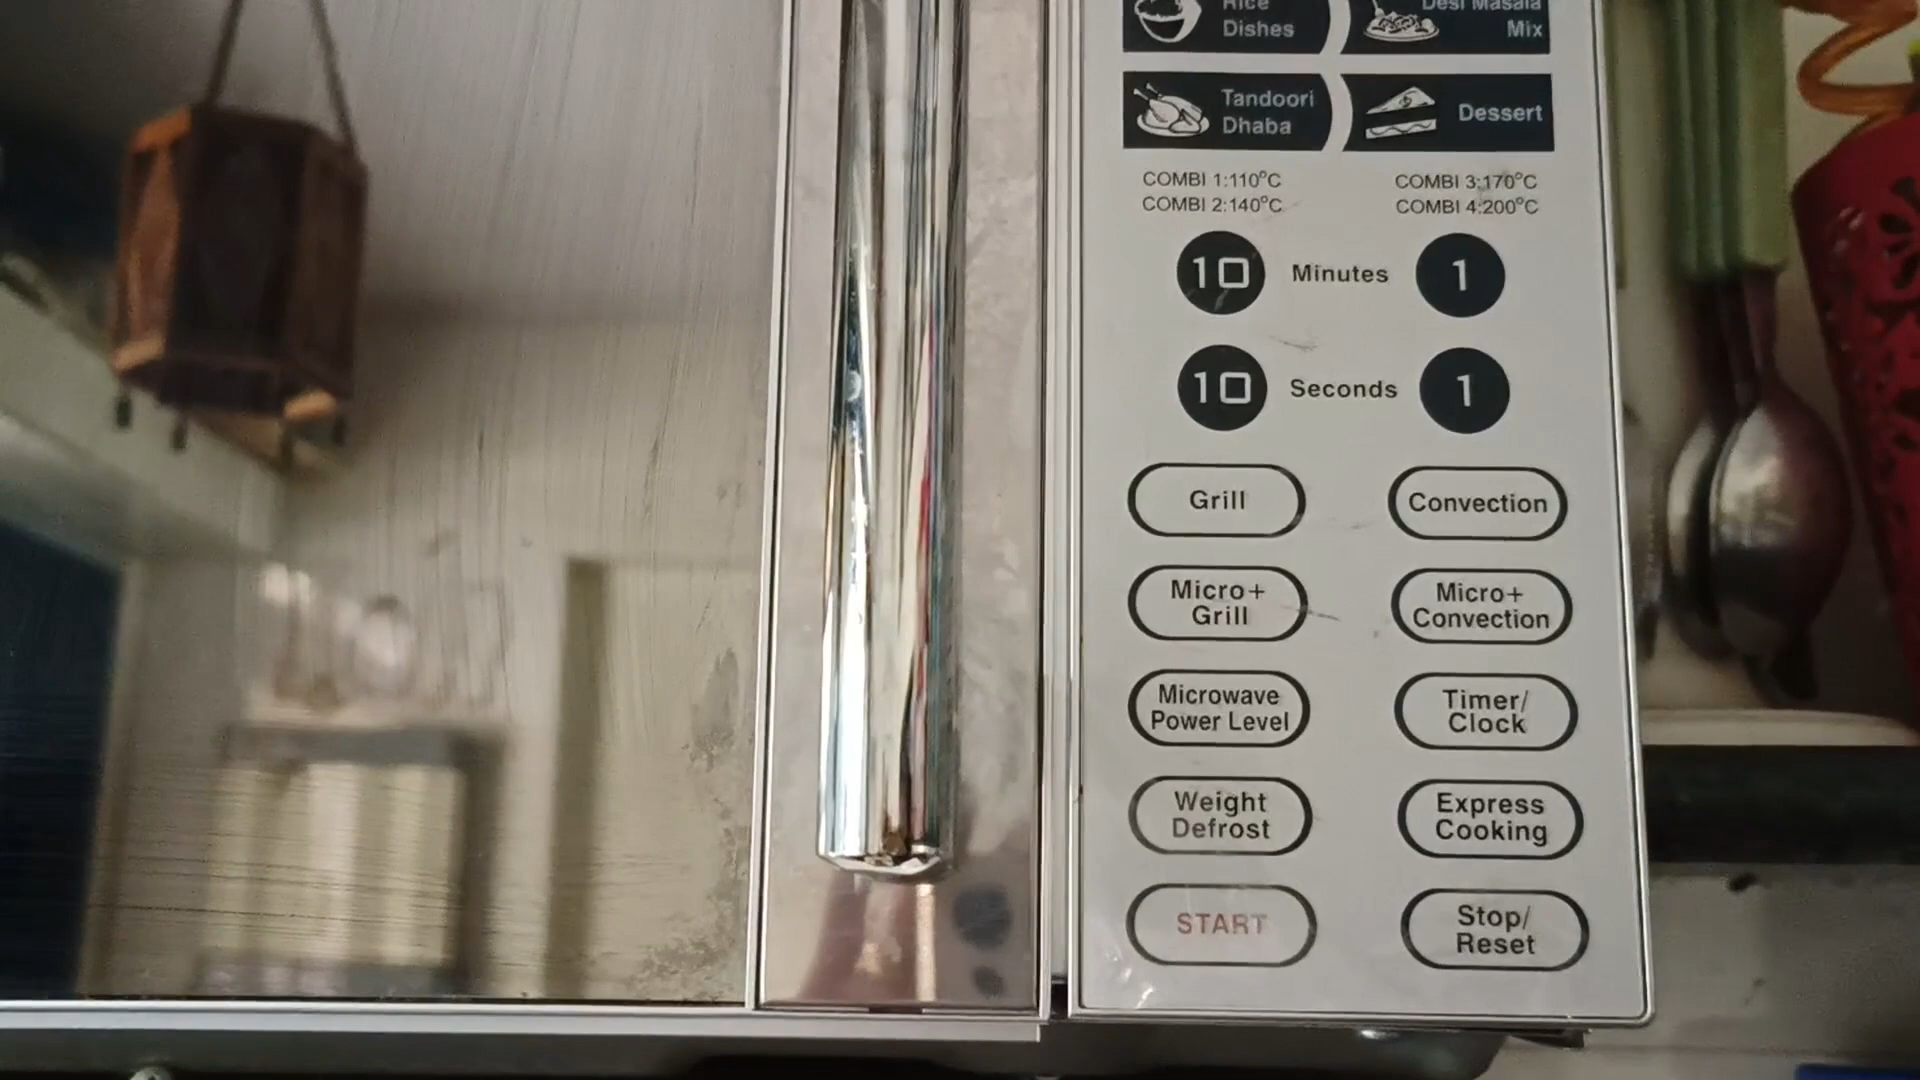 Rice
Dishes
Desi Masala
Mix
Tandoori
Dhaba
Dessert
COMBI 1:110°C
COMBI 3:170°C
COMBI 2:140°C
COMBI 4:200°C
10 Minutes 1
10 Seconds 1
Grill
Convection
Micro+
Grill
Micro+
Convection
Microwave
Power Level
Timer/
Clock
Weight
Defrost
Express
Cooking
START
Stop/
Reset